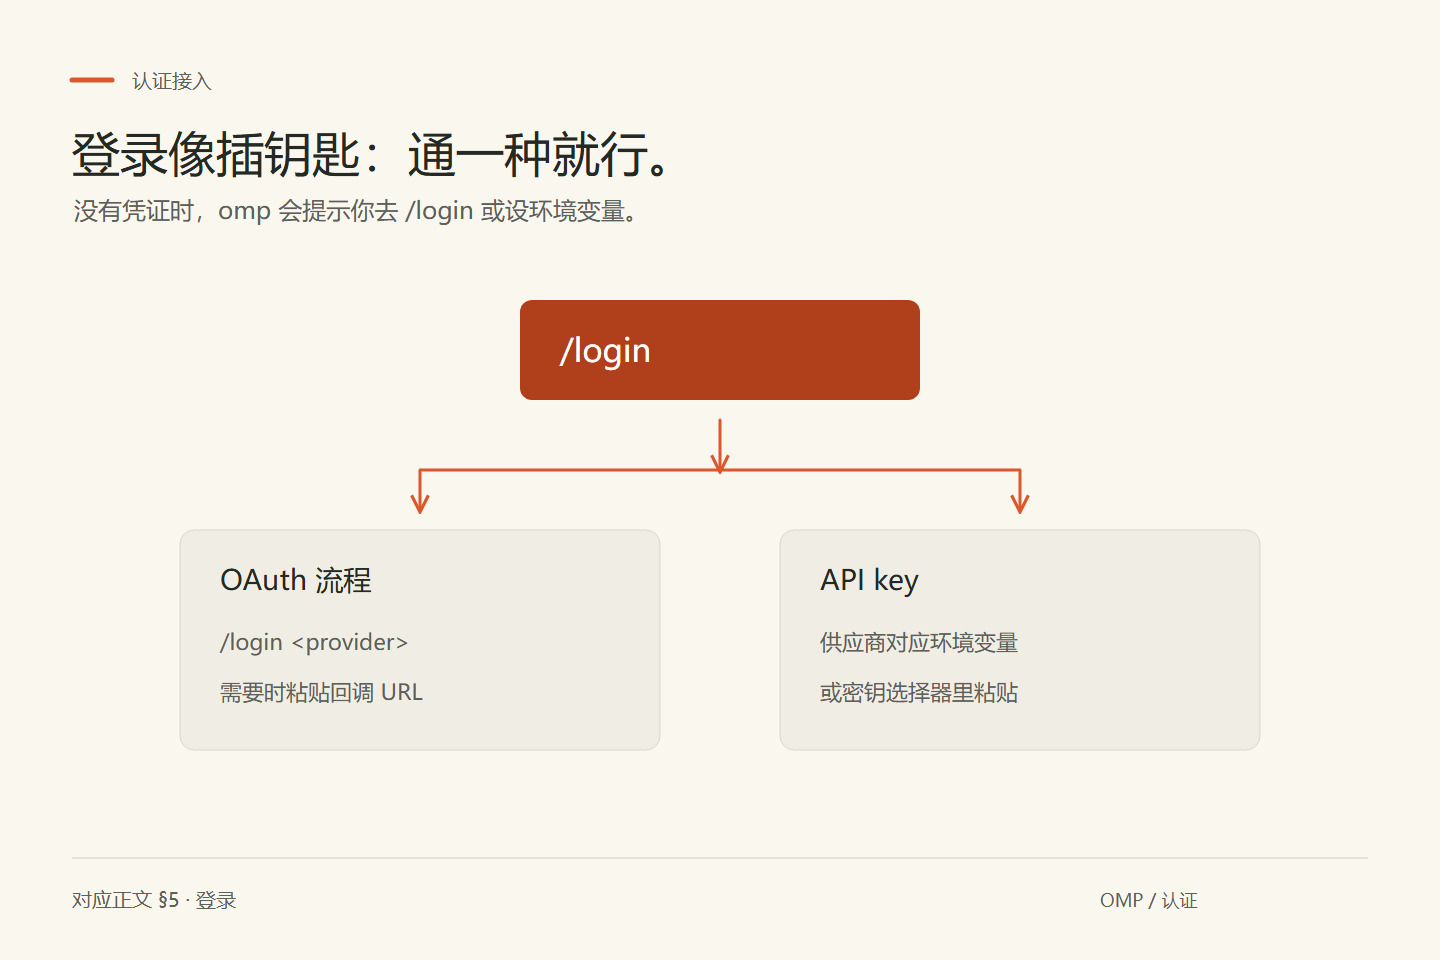 认证接入
登录像插钥匙：通一种就行。
没有凭证时，omp 会提示你去 /login 或设环境变量。
/login
OAuth 流程
/login <provider>
需要时粘贴回调 URL
API key
供应商对应环境变量
或密钥选择器里粘贴
对应正文 §5 · 登录
OMP / 认证